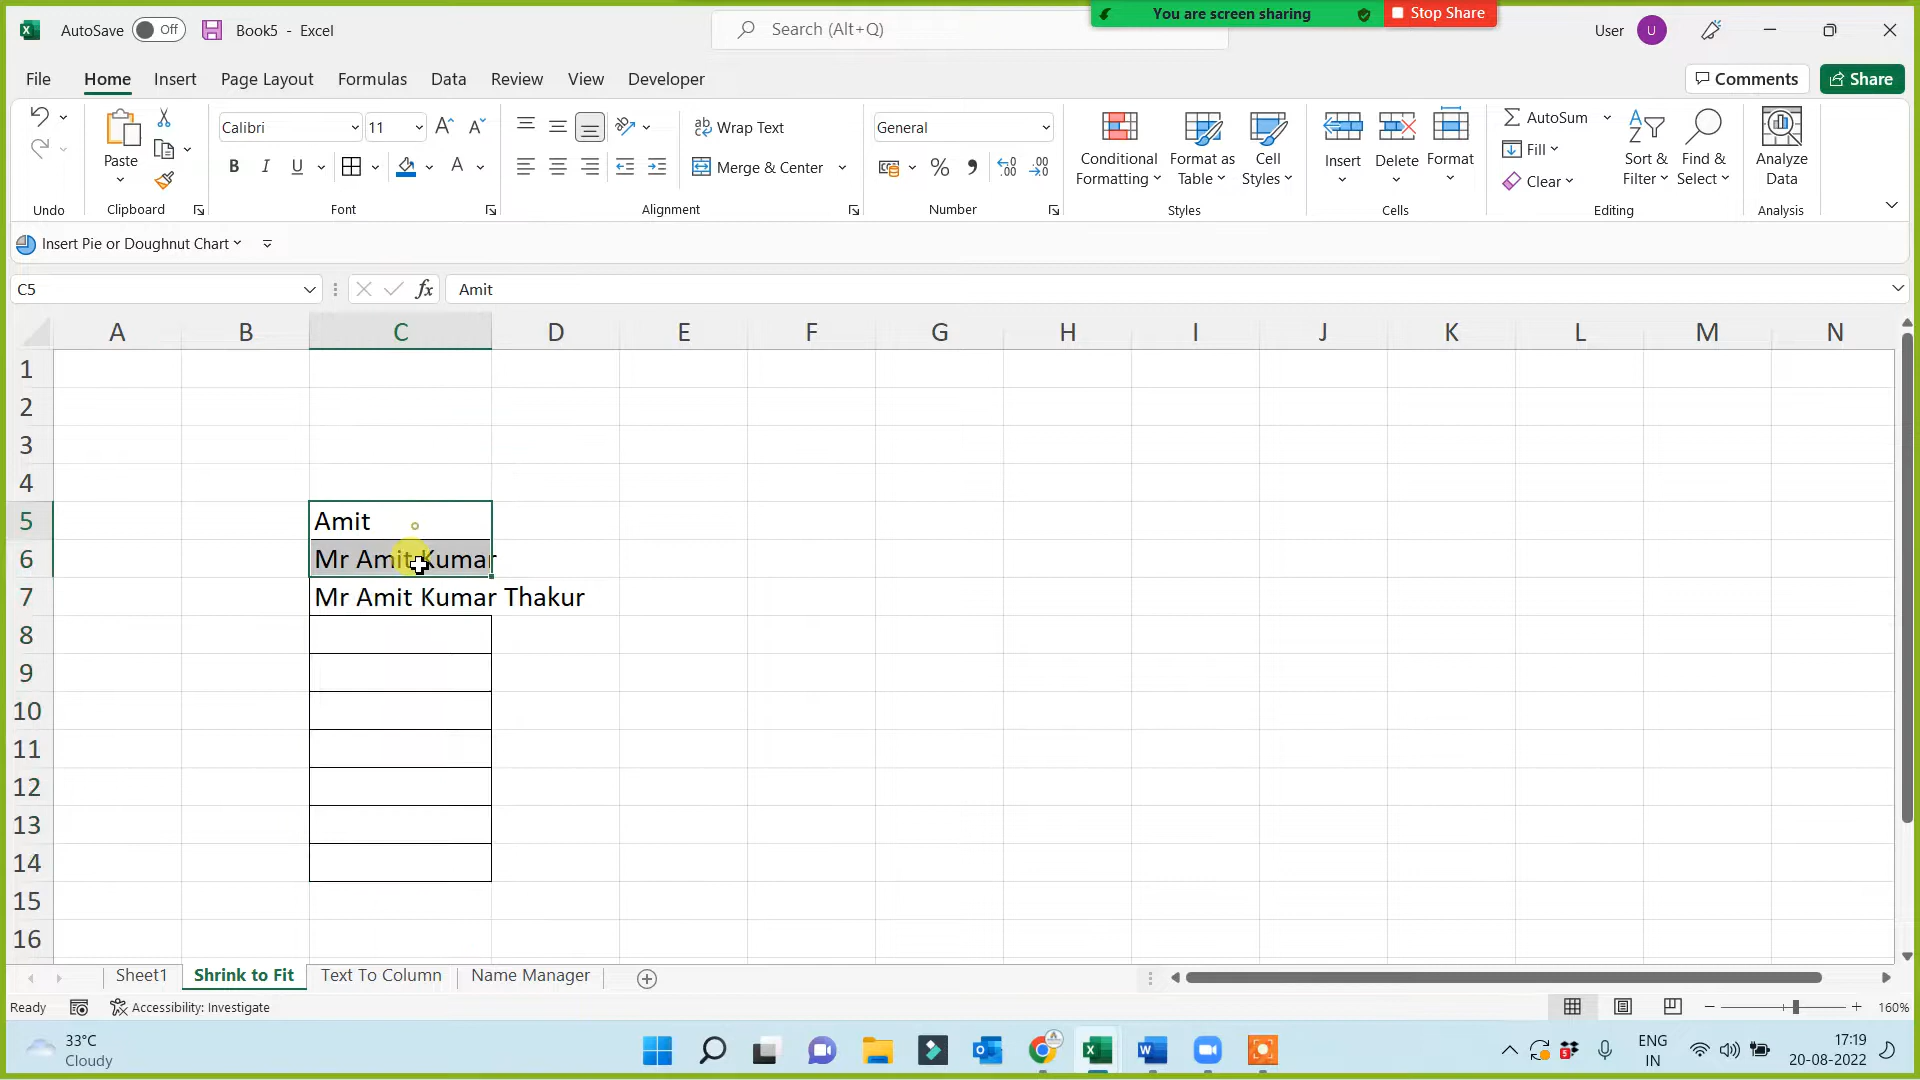 You are screen sharing Stop Share
AutoSave Off Book5 - Excel Search (Alt+Q) User U
File Home Insert Page Layout Formulas Data Review View Developer Comments Share
Calibri 11 Wrap Text General AutoSum
Paste B I U Merge & Center % Conditional Formatting Format as Table Cell Styles Insert Delete Format Fill Sort & Filter Find & Select Analyze Data
Clear
Undo Clipboard Font Alignment Number Styles Cells Editing Analysis
Insert Pie or Doughnut Chart
C5 fx Amit
A B C D E F G H I J K L M N
1
2
3
4
5 Amit
6 Mr Amit Kumar
7 Mr Amit Kumar Thakur
8
9
10
11
12
13
14
15
16
Sheet1 Shrink to Fit Text To Column Name Manager
Ready Accessibility: Investigate 160%
33°C ENG 17:19
Cloudy IN 20-08-2022